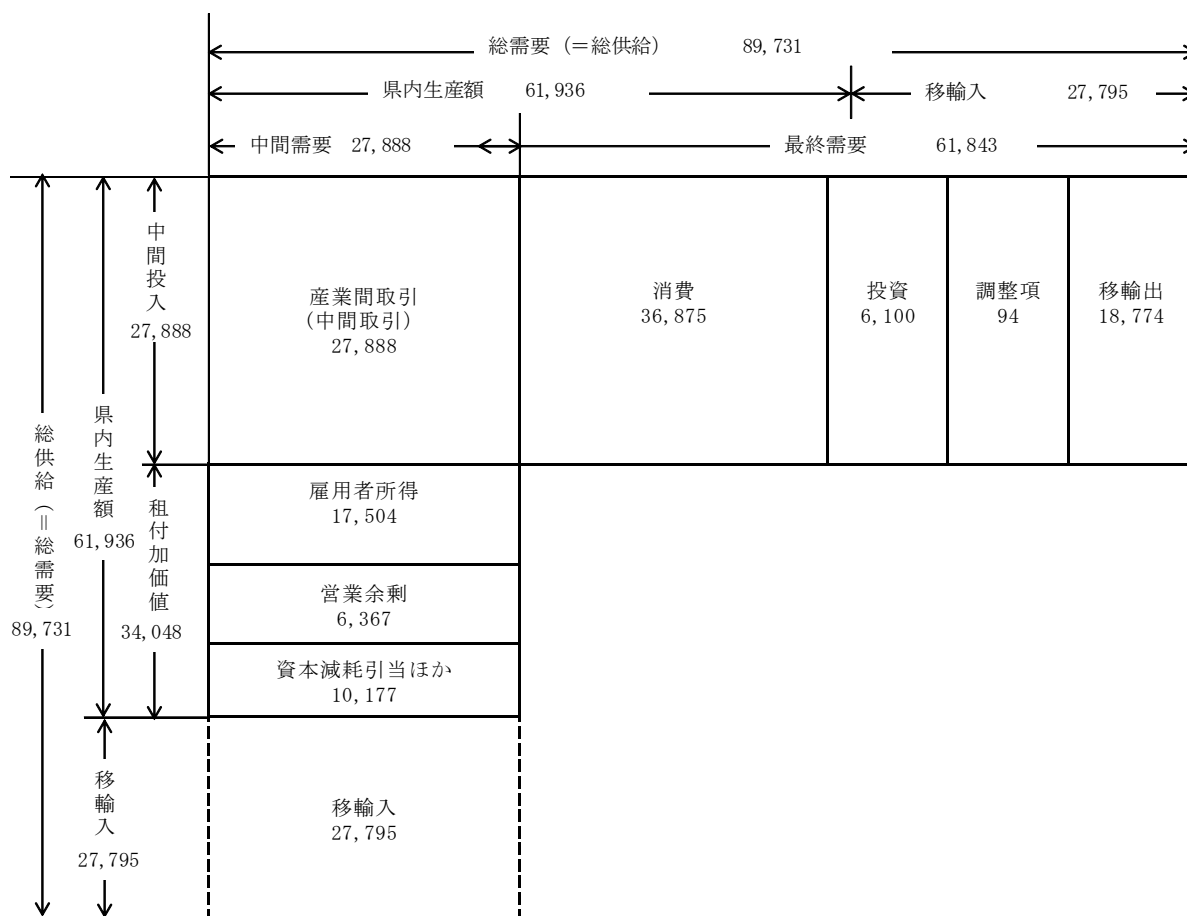 総需要（＝総供給） 89,731
県内生産額 61,936
移輸入 27,795
中間需要 27,888
最終需要 61,843
中間投入
27,888
産業間取引
（中間取引）
27,888
消費
36,875
投資
6,100
調整項
94
移輸出
18,774
総供給（＝総需要）
89,731
県内生産額
61,936
租付加価値
34,048
雇用者所得
17,504
営業余剰
6,367
資本減耗引当ほか
10,177
移輸入
27,795
移輸入
27,795